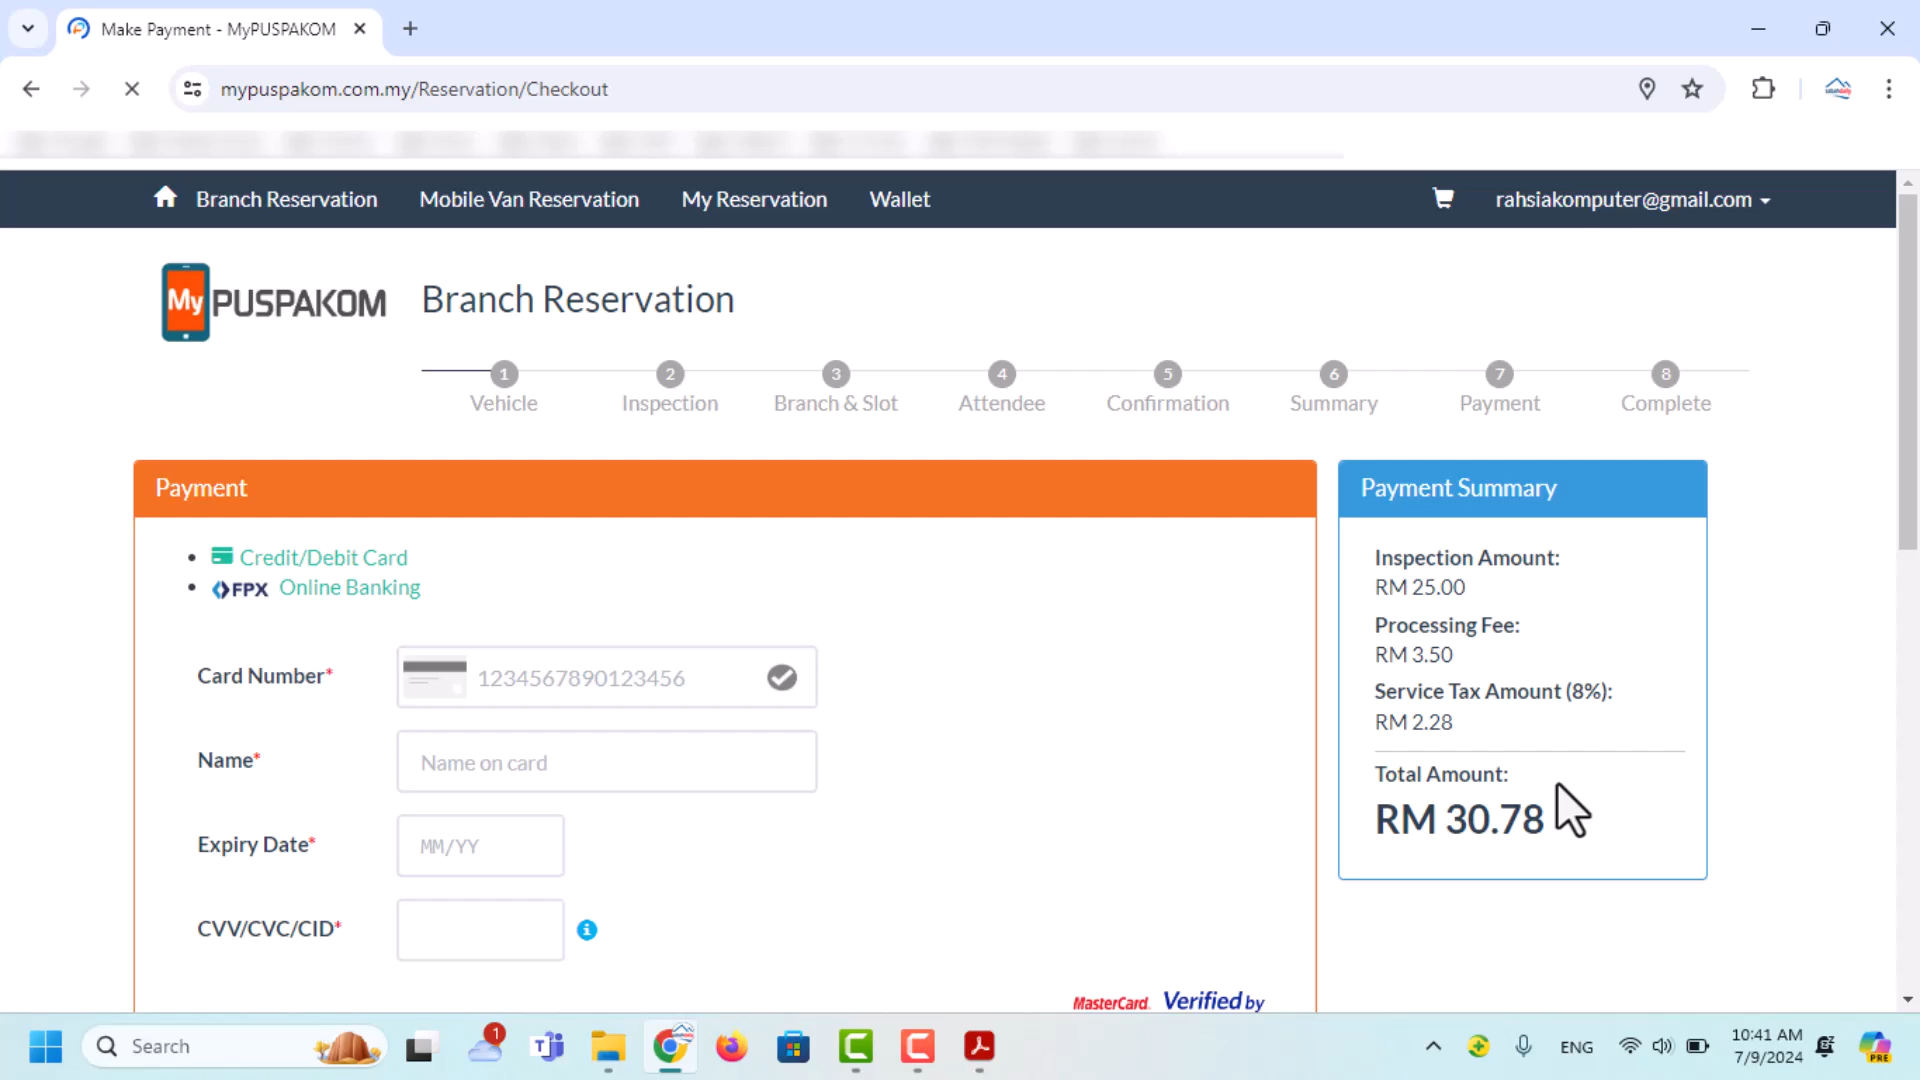 Make Payment - MyPUSPAKOM
mypuspakom.com.my/Reservation/Checkout
Branch Reservation Mobile Van Reservation My Reservation Wallet rahsiakomputer@gmail.com
My PUSPAKOM Branch Reservation
1 2 3 4 5 6 7 8
Vehicle Inspection Branch & Slot Attendee Confirmation Summary Payment Complete
Payment
Credit/Debit Card
FPX Online Banking
Card Number* 1234567890123456
Name* Name on card
Expiry Date* MM/YY
CVV/CVC/CID*
MasterCard. Verified by
Payment Summary
Inspection Amount:
RM 25.00
Processing Fee:
RM 3.50
Service Tax Amount (8%):
RM 2.28
Total Amount:
RM 30.78
Search 1 ENG 10:41 AM
7/9/2024
PRE